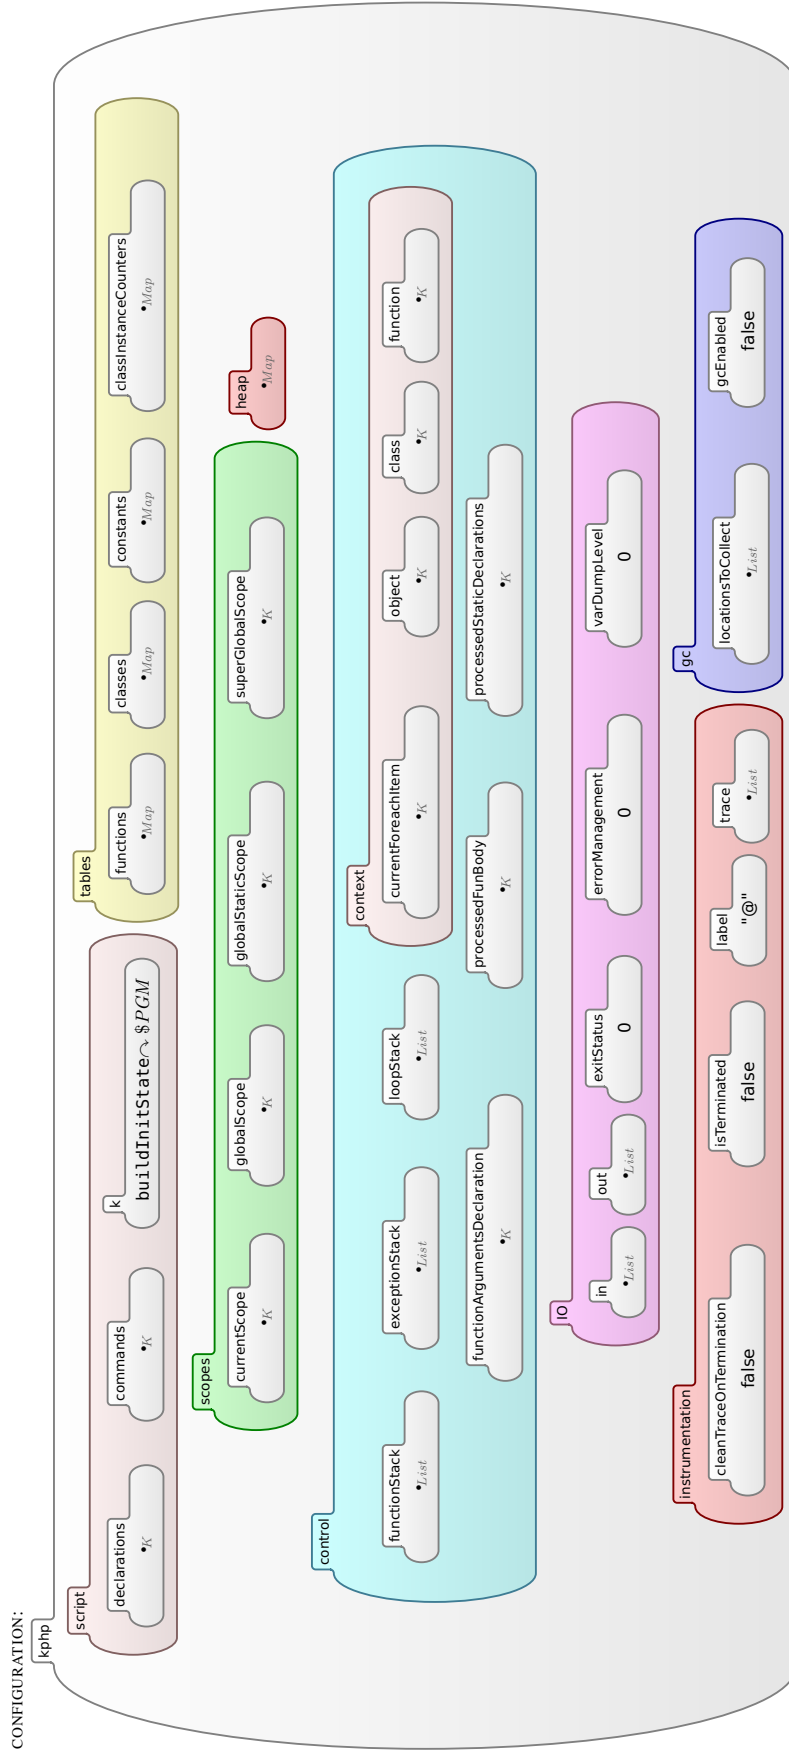 CONFIGURATION:
kphp
script
declarations
•K
commands
•K
k
buildInitState↷ $PGM
tables
functions
•Map
classes
•Map
constants
•Map
classInstanceCounters
•Map
scopes
currentScope
•K
globalScope
•K
globalStaticScope
•K
superGlobalScope
•K
heap
•Map
control
functionStack
•List
exceptionStack
•List
loopStack
•List
context
currentForeachItem
•K
object
•K
class
•K
function
•K
functionArgumentsDeclaration
•K
processedFunBody
•K
processedStaticDeclarations
•K
IO
in
•List
out
•List
exitStatus
0
errorManagement
0
varDumpLevel
0
instrumentation
cleanTraceOnTermination
false
isTerminated
false
label
"@"
trace
•List
gc
locationsToCollect
•List
gcEnabled
false